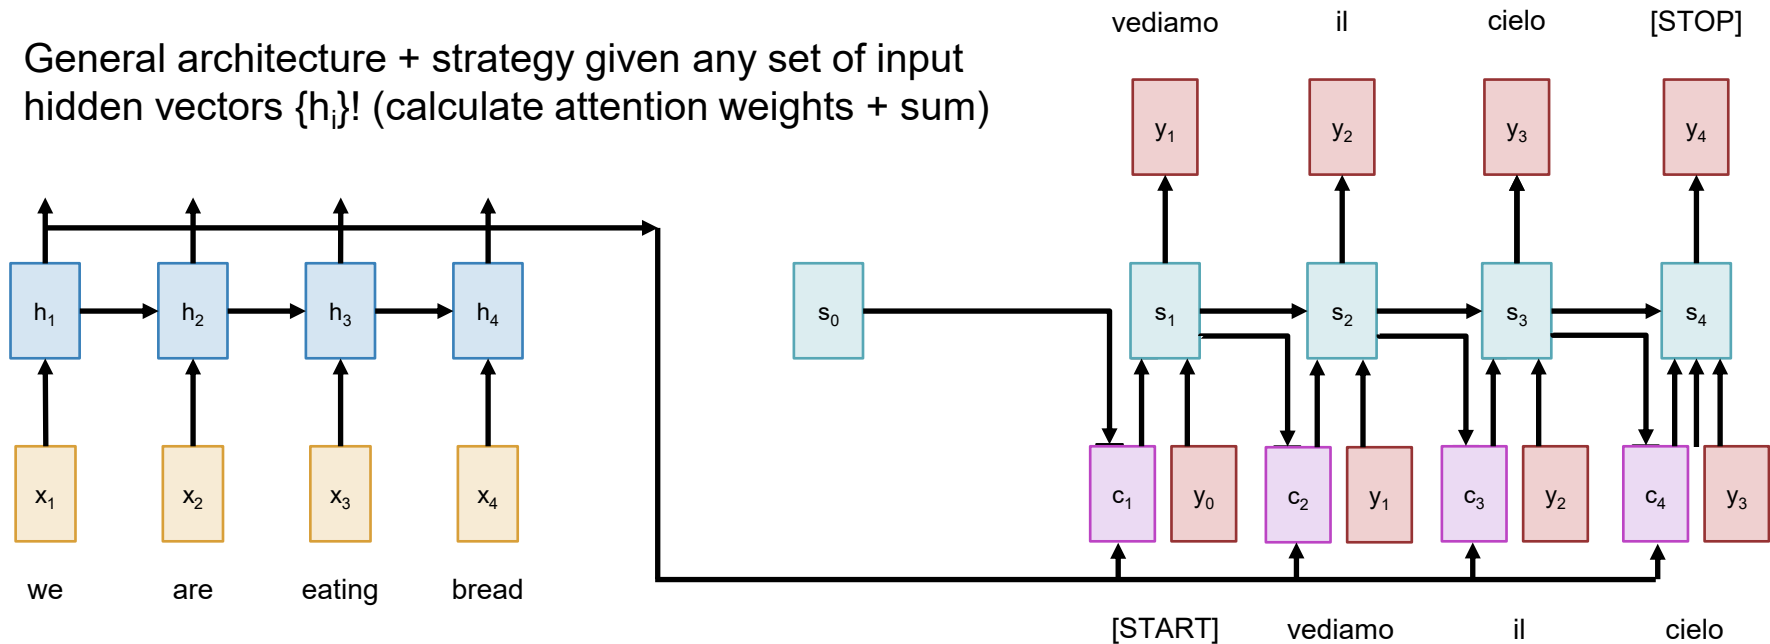 vediamo il cielo [STOP]
General architecture + strategy given any set of input
hidden vectors {hᵢ}! (calculate attention weights + sum)
y₁ y₂ y₃ y₄
h₁ h₂ h₃ h₄ s₀ s₁ s₂ s₃ s₄
x₁ x₂ x₃ x₄ c₁ y₀ c₂ y₁ c₃ y₂ c₄ y₃
we are eating bread
[START] vediamo il cielo